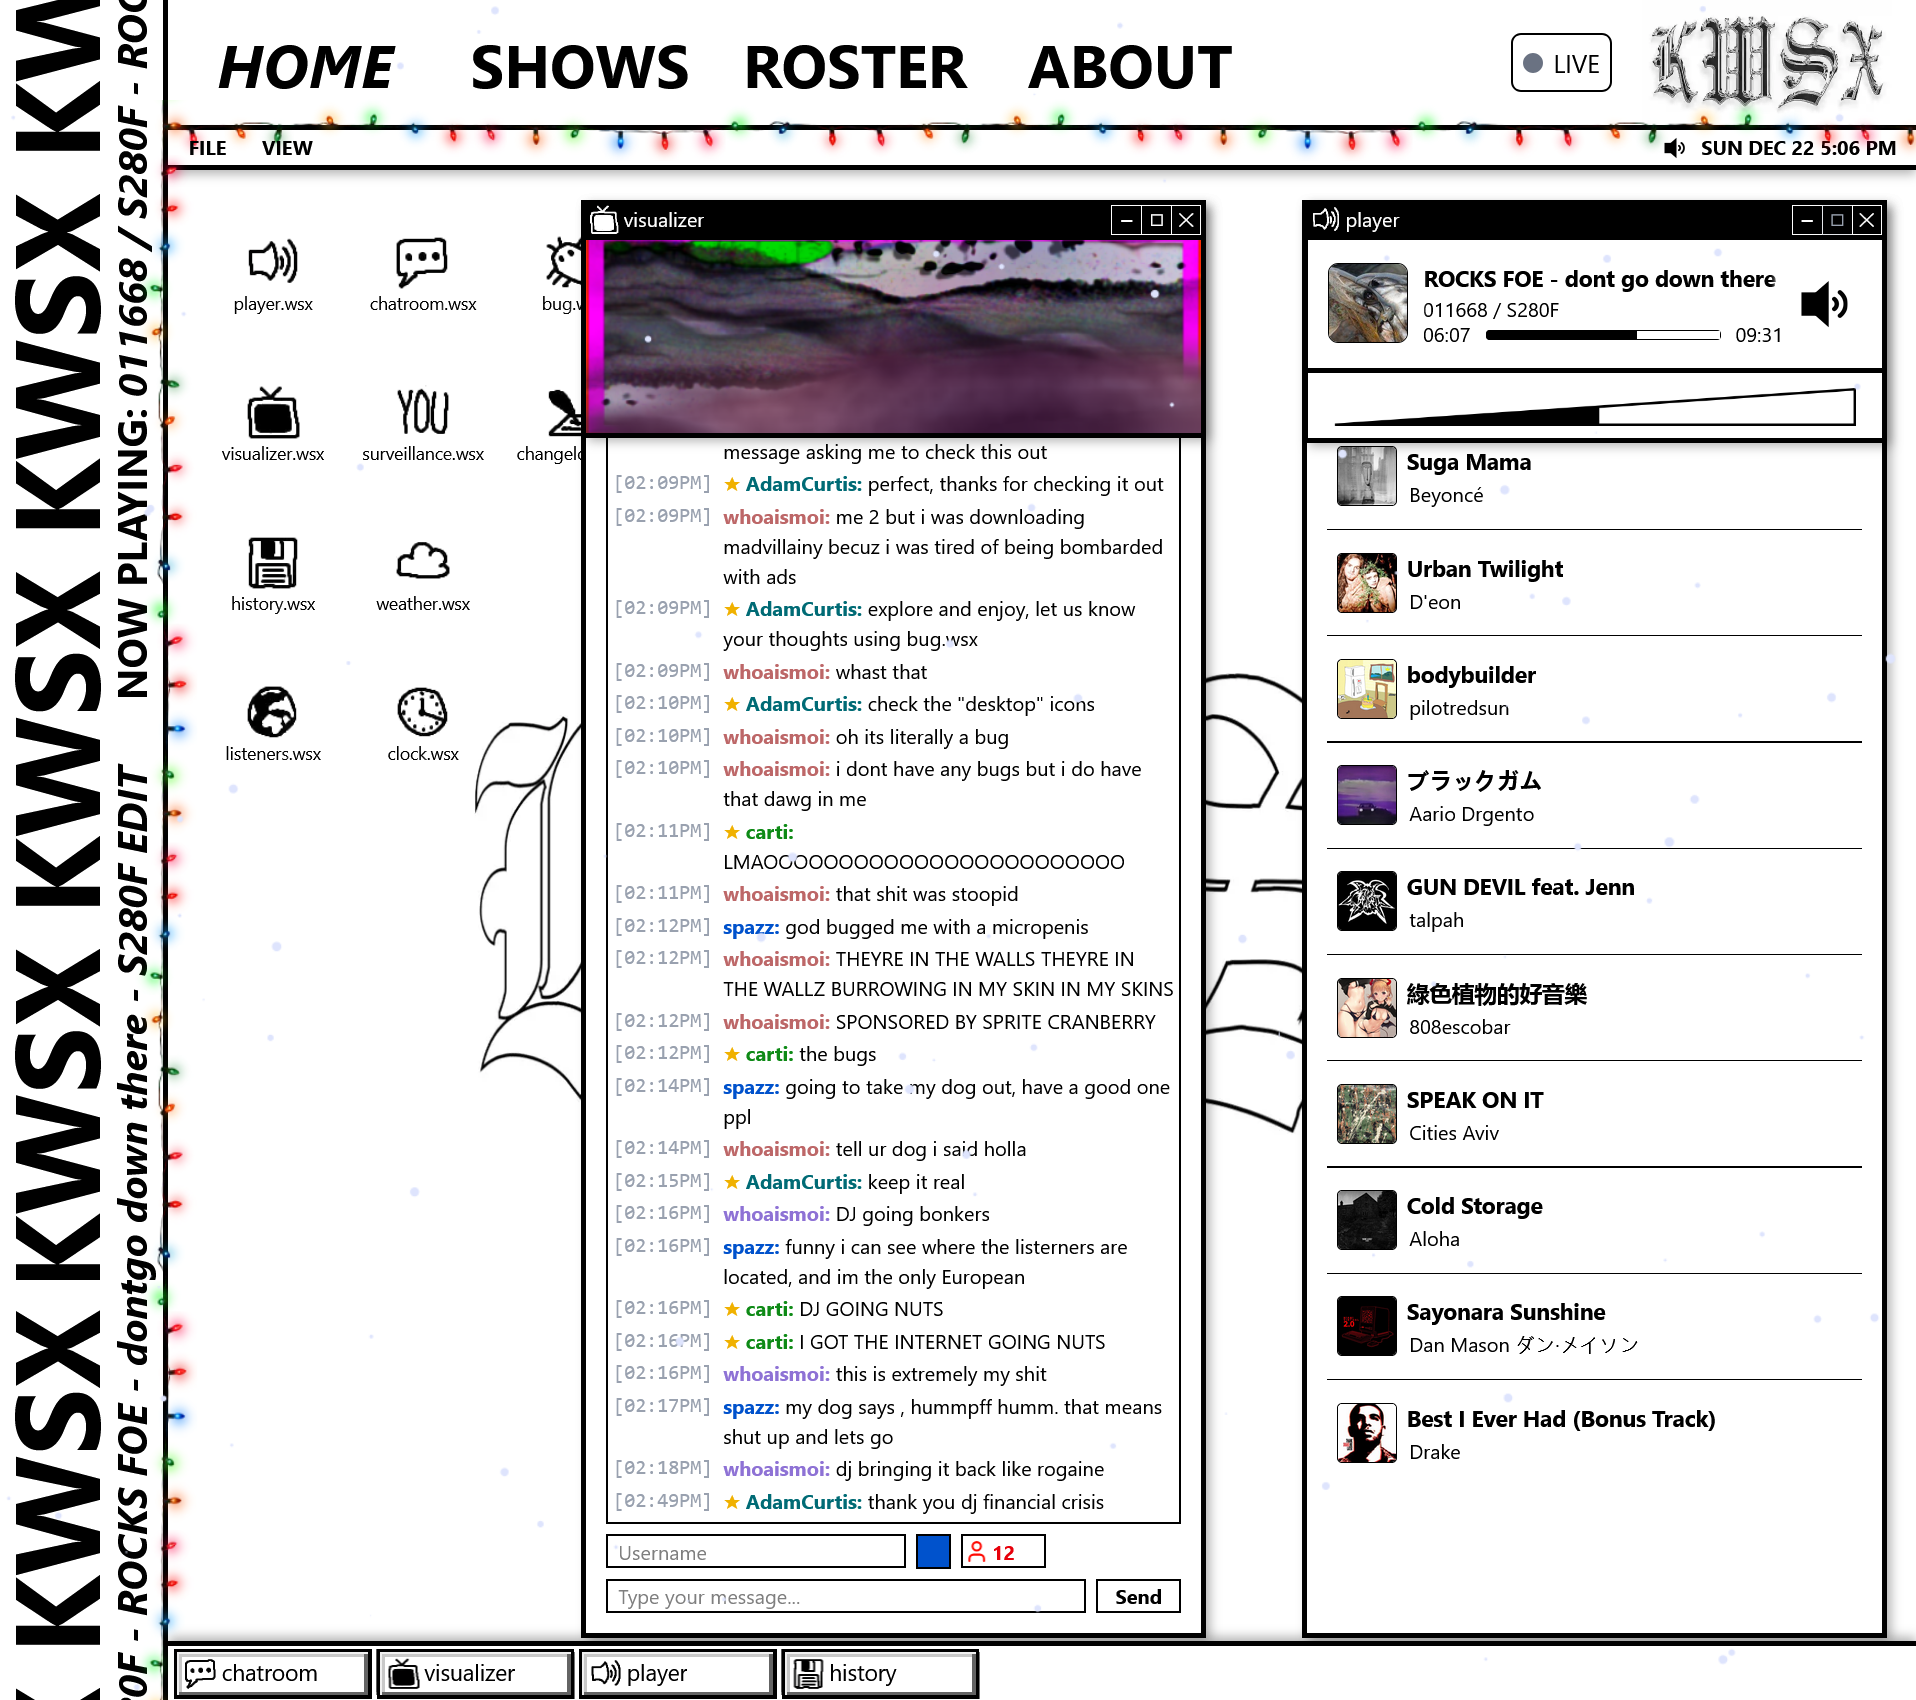 HOME SHOWS ROSTER ABOUT
LIVE
KWSX
FILE VIEW
SUN DEC 22 5:06 PM
KWSX KWSX KWSX KWSX KWSX
NOW PLAYING: 011668 / S280F - ROC
ROCKS FOE - dontgo down there - S280F EDIT
player.wsx
chatroom.wsx
bug.w
visualizer.wsx
YOU
surveillance.wsx
changelo
history.wsx
weather.wsx
listeners.wsx
clock.wsx
visualizer
message asking me to check this out
[02:09PM] ★ AdamCurtis: perfect, thanks for checking it out
[02:09PM] whoaismoi: me 2 but i was downloading
madvillainy becuz i was tired of being bombarded
with ads
[02:09PM] ★ AdamCurtis: explore and enjoy, let us know
your thoughts using bug.wsx
[02:09PM] whoaismoi: whast that
[02:10PM] ★ AdamCurtis: check the "desktop" icons
[02:10PM] whoaismoi: oh its literally a bug
[02:10PM] whoaismoi: i dont have any bugs but i do have
that dawg in me
[02:11PM] ★ carti:
LMAOOOOOOOOOOOOOOOOOOOOOOOO
[02:11PM] whoaismoi: that shit was stoopid
[02:12PM] spazz: god bugged me with a micropenis
[02:12PM] whoaismoi: THEYRE IN THE WALLS THEYRE IN
THE WALLZ BURROWING IN MY SKIN IN MY SKINS
[02:12PM] whoaismoi: SPONSORED BY SPRITE CRANBERRY
[02:12PM] ★ carti: the bugs
[02:14PM] spazz: going to take my dog out, have a good one
ppl
[02:14PM] whoaismoi: tell ur dog i said holla
[02:15PM] ★ AdamCurtis: keep it real
[02:16PM] whoaismoi: DJ going bonkers
[02:16PM] spazz: funny i can see where the listerners are
located, and im the only European
[02:16PM] ★ carti: DJ GOING NUTS
[02:16PM] ★ carti: I GOT THE INTERNET GOING NUTS
[02:16PM] whoaismoi: this is extremely my shit
[02:17PM] spazz: my dog says , hummpff humm. that means
shut up and lets go
[02:18PM] whoaismoi: dj bringing it back like rogaine
[02:49PM] ★ AdamCurtis: thank you dj financial crisis
Username
12
Type your message...
Send
player
ROCKS FOE - dont go down there
011668 / S280F
06:07 09:31
Suga Mama
Beyoncé
Urban Twilight
D'eon
bodybuilder
pilotredsun
ブラックガム
Aario Drgento
GUN DEVIL feat. Jenn
talpah
綠色植物的好音樂
808escobar
SPEAK ON IT
Cities Aviv
Cold Storage
Aloha
Sayonara Sunshine
Dan Mason ダン·メイソン
Best I Ever Had (Bonus Track)
Drake
chatroom
visualizer
player
history